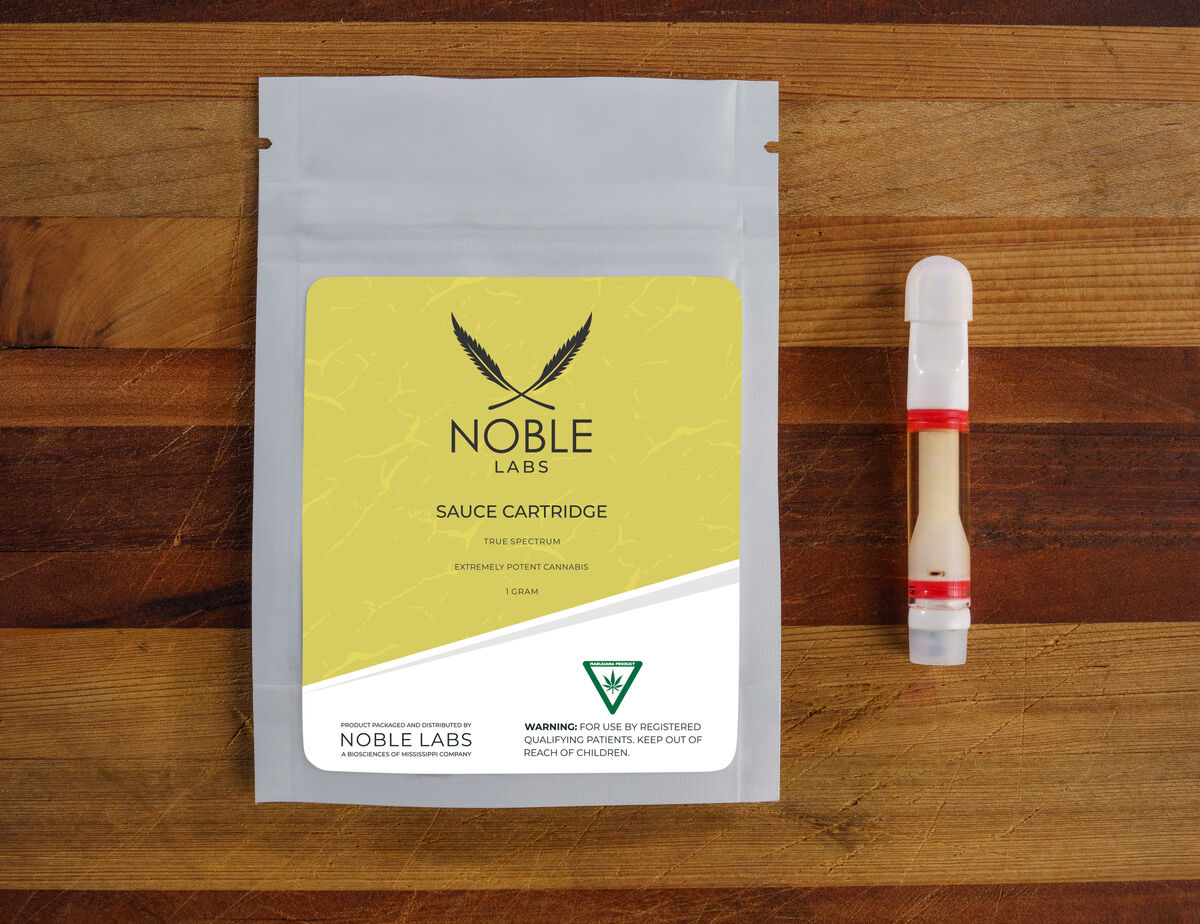 NOBLE
LABS
SAUCE CARTRIDGE
TRUE SPECTRUM
EXTREMELY POTENT CANNABIS
1 GRAM
MARIJUANA PRODUCT
PRODUCT PACKAGED AND DISTRIBUTED BY
NOBLE LABS
A BIOSCIENCES OF MISSISSIPPI COMPANY
WARNING: FOR USE BY REGISTERED
QUALIFYING PATIENTS. KEEP OUT OF
REACH OF CHILDREN.